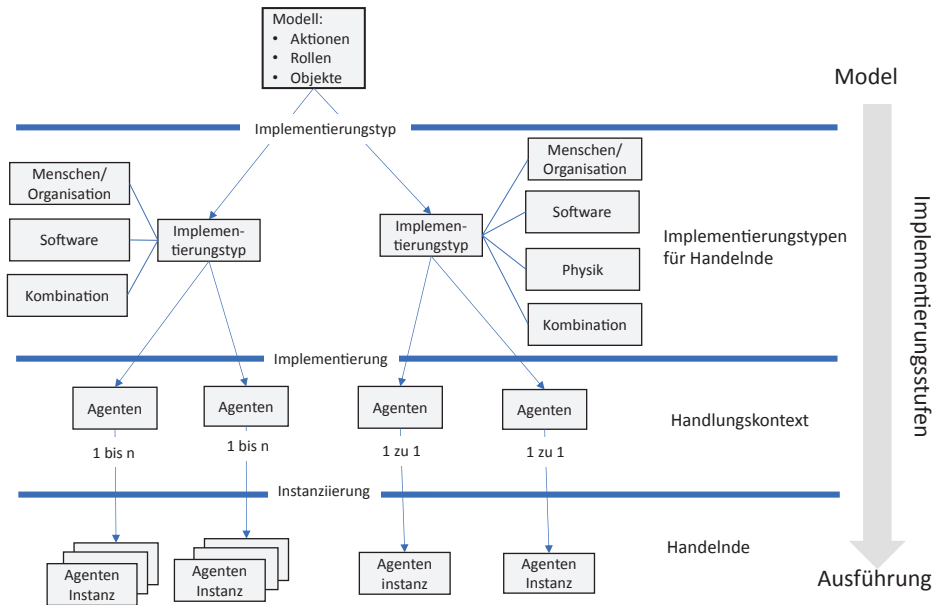 Modell:
• Aktionen
• Rollen
• Objekte
Model
Implementierungstyp
Menschen/
Organisation
Software
Kombination
Implemen-
tierungstyp
Implemen-
tierungstyp
Menschen/
Organisation
Software
Physik
Kombination
Implementierungstypen
für Handelnde
Implementierungsstufen
Implementierung
Agenten
Agenten
Agenten
Agenten
Handlungskontext
1 bis n
1 bis n
1 zu 1
1 zu 1
Instanziierung
Agenten
Instanz
Agenten
Instanz
Agenten
instanz
Agenten
Instanz
Handelnde
Ausführung